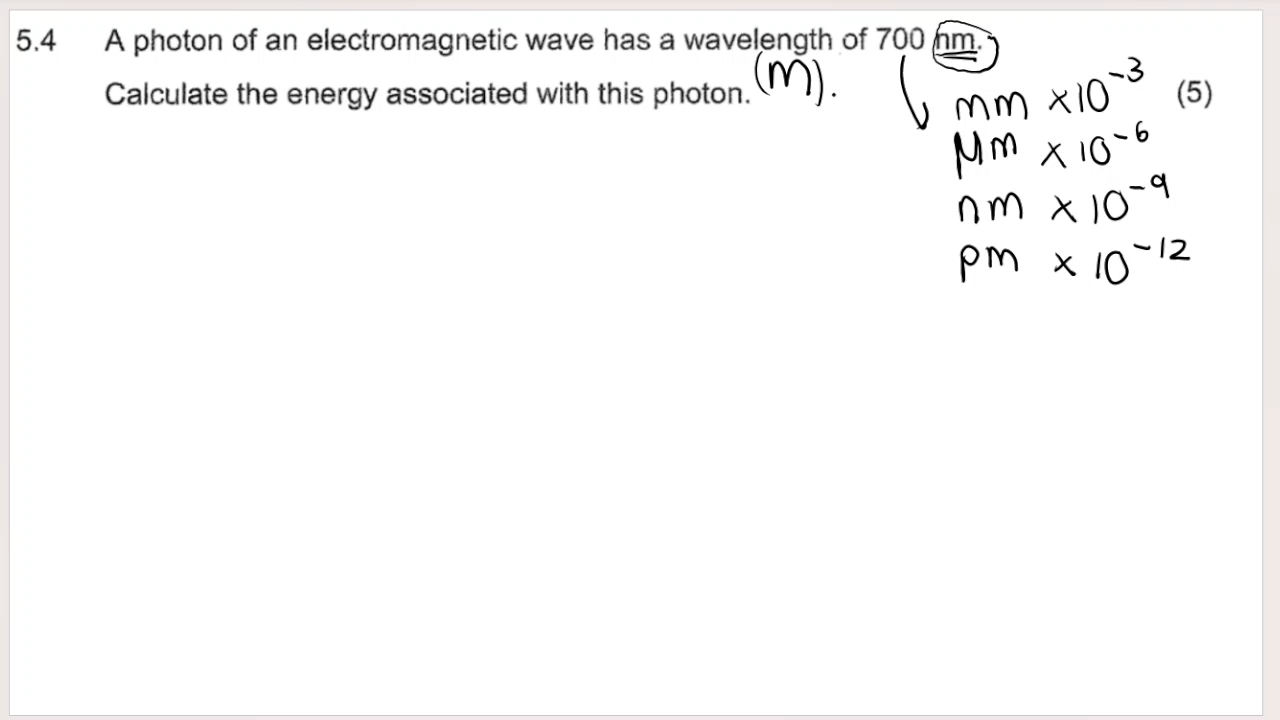 5.4 A photon of an electromagnetic wave has a wavelength of 700 nm.
Calculate the energy associated with this photon. (m). (5)
mm ×10⁻³
μm ×10⁻⁶
nm ×10⁻⁹
pm ×10⁻¹²